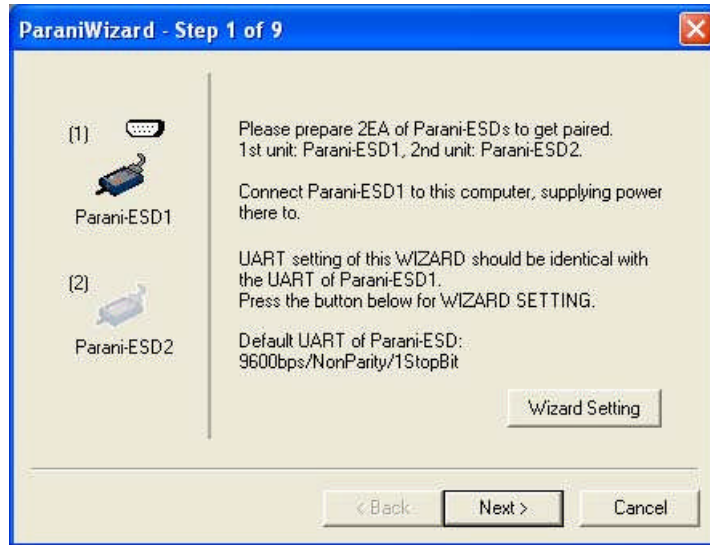 ParaniWizard - Step 1 of 9
(1)
Parani-ESD1
(2)
Parani-ESD2
Please prepare 2EA of Parani-ESDs to get paired.
1st unit: Parani-ESD1, 2nd unit: Parani-ESD2.
Connect Parani-ESD1 to this computer, supplying power
there to.
UART setting of this WIZARD should be identical with
the UART of Parani-ESD1.
Press the button below for WIZARD SETTING.
Default UART of Parani-ESD:
9600bps/NonParity/1StopBit
Wizard Setting
< Back
Next >
Cancel